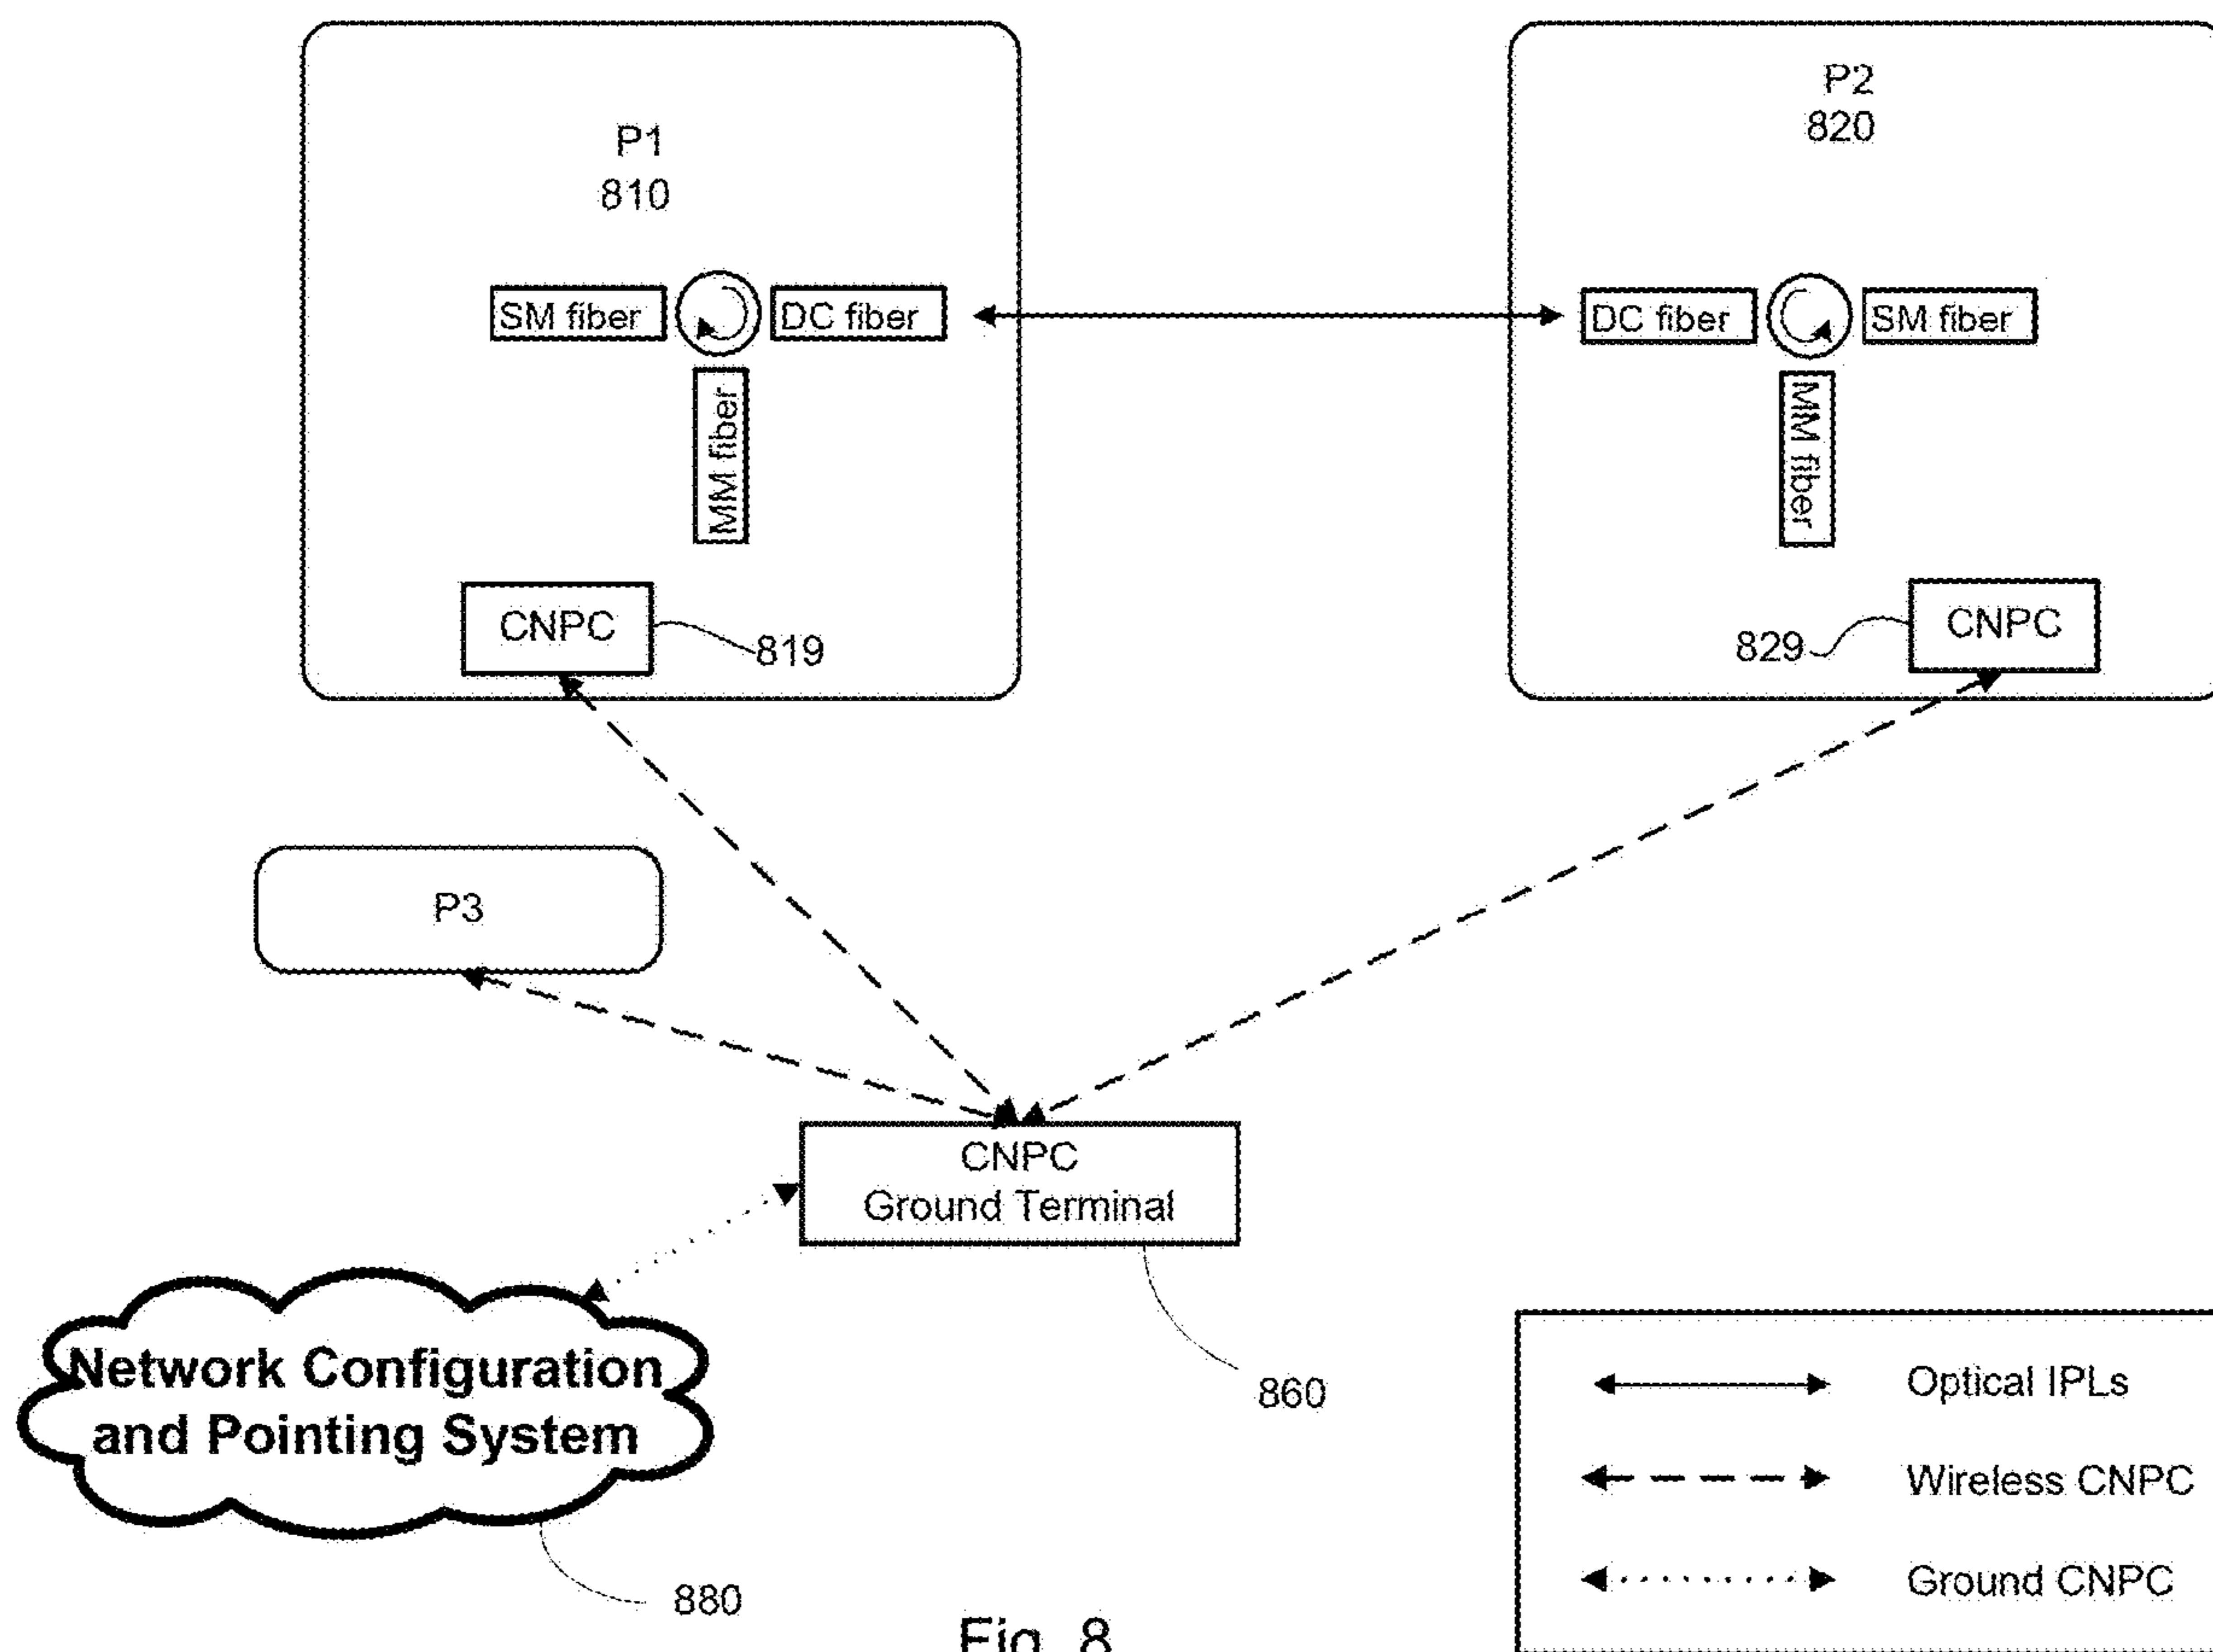 P1
810
SM fiber
DC fiber
MM fiber
CNPC
819
P2
820
DC fiber
SM fiber
MM fiber
829
CNPC
P3
CNPC
Ground Terminal
860
Network Configuration
and Pointing System
880
Optical IPLs
Wireless CNPC
Ground CNPC
Fig. 8